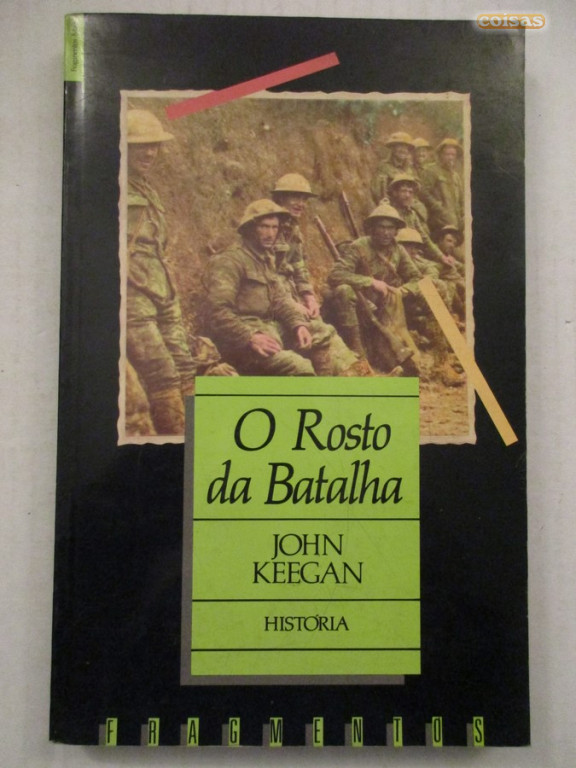 coisas
O Rosto
da Batalha
JOHN
KEEGAN
HISTÓRIA
FRAGMENTOS